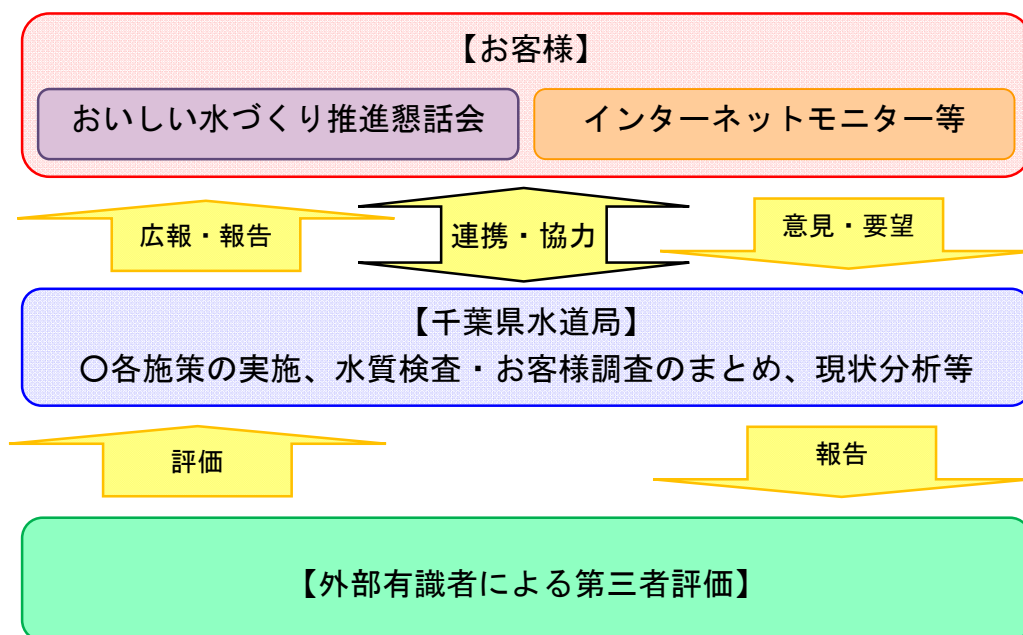 【お客様】
おいしい水づくり推進懇話会
インターネットモニター等
広報・報告
連携・協力
意見・要望
【千葉県水道局】
〇各施策の実施、水質検査・お客様調査のまとめ、現状分析等
評価
報告
【外部有識者による第三者評価】